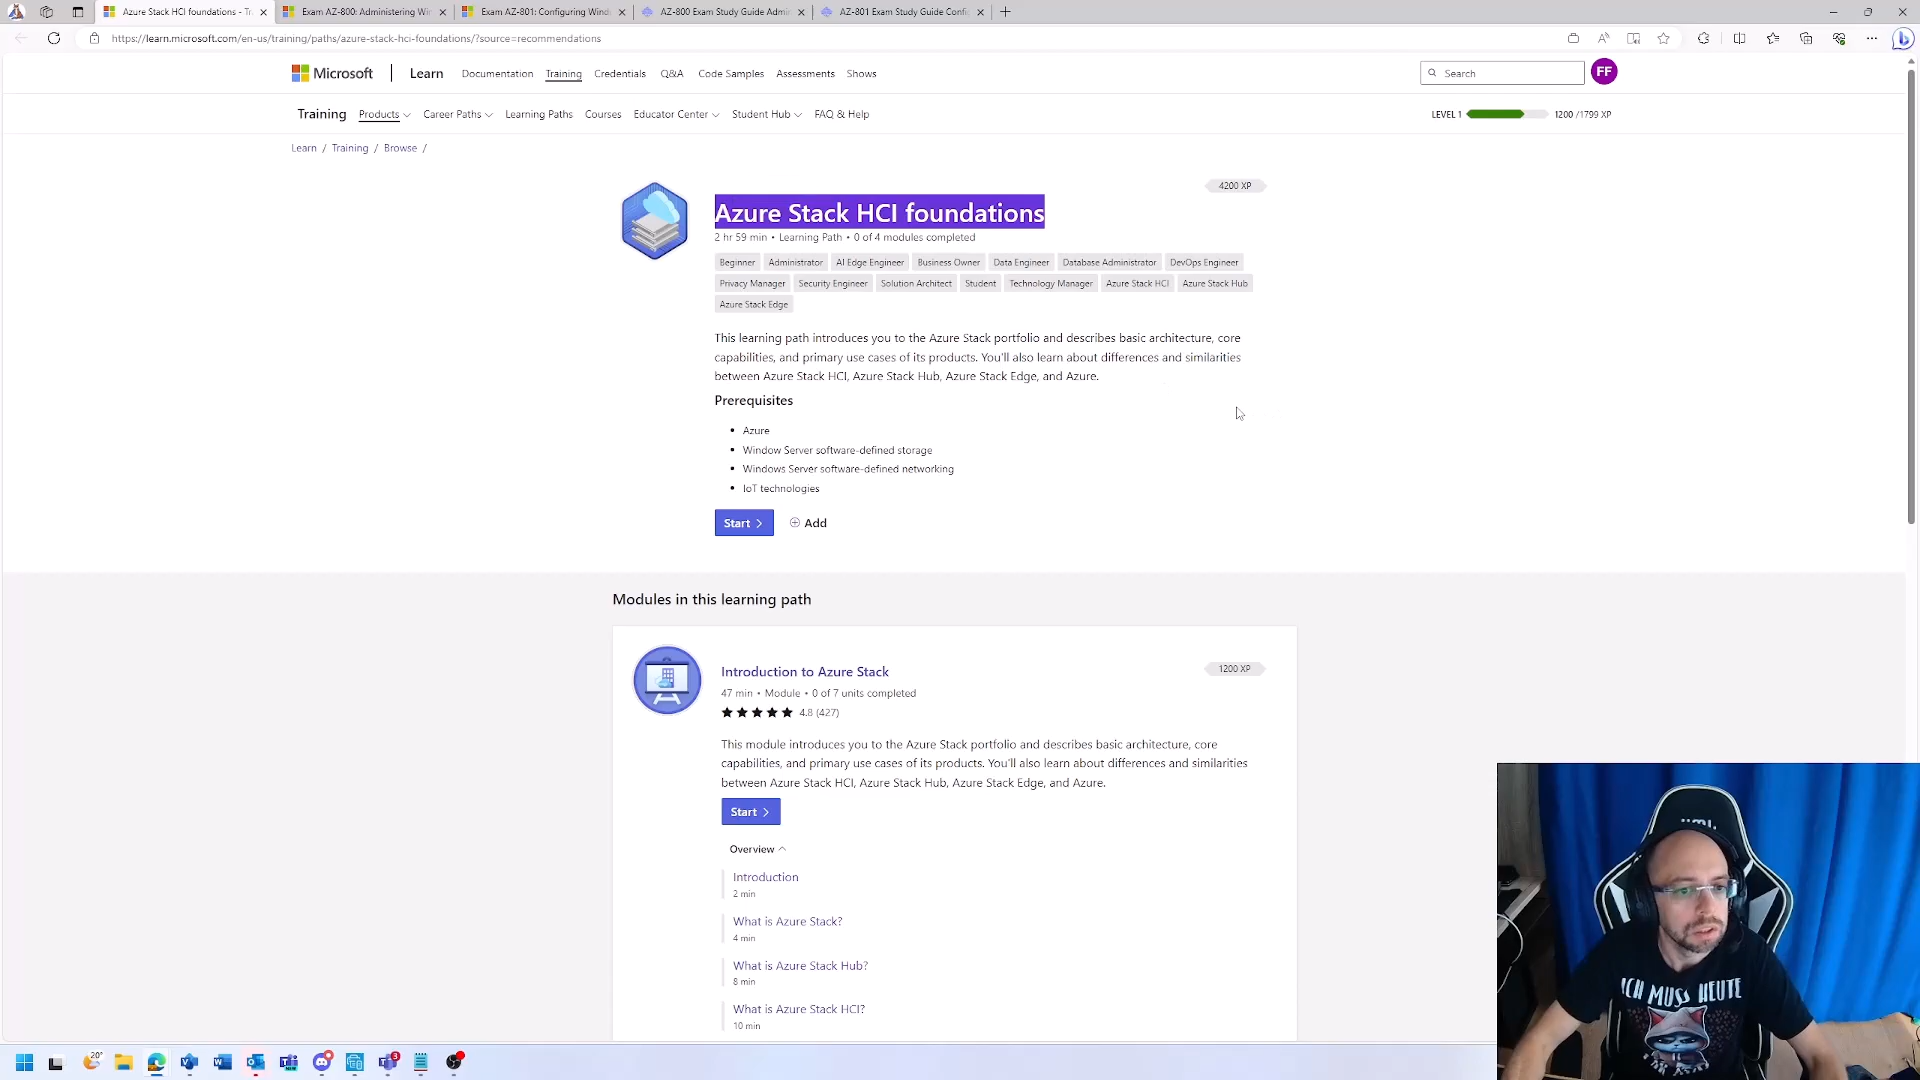 Azure Stack HCI foundations - Tr
Exam AZ-800: Administering Wi
Exam AZ-801: Configuring Wind
AZ-800 Exam Study Guide Admi
AZ-801 Exam Study Guide Confi
https://learn.microsoft.com/en-us/training/paths/azure-stack-hci-foundations/?source=recommendations
Microsoft Learn Documentation Training Credentials Q&A Code Samples Assessments Shows Search FF
Training Products Career Paths Learning Paths Courses Educator Center Student Hub FAQ & Help LEVEL 1 1200 /1799 XP
Learn / Training / Browse /
4200 XP
Azure Stack HCI foundations
2 hr 59 min • Learning Path • 0 of 4 modules completed
Beginner Administrator AI Edge Engineer Business Owner Data Engineer Database Administrator DevOps Engineer
Privacy Manager Security Engineer Solution Architect Student Technology Manager Azure Stack HCI Azure Stack Hub
Azure Stack Edge
This learning path introduces you to the Azure Stack portfolio and describes basic architecture, core
capabilities, and primary use cases of its products. You'll also learn about differences and similarities
between Azure Stack HCI, Azure Stack Hub, Azure Stack Edge, and Azure.
Prerequisites
• Azure
• Window Server software-defined storage
• Windows Server software-defined networking
• IoT technologies
Start Add
Modules in this learning path
Introduction to Azure Stack
1200 XP
47 min • Module • 0 of 7 units completed
4.8 (427)
This module introduces you to the Azure Stack portfolio and describes basic architecture, core
capabilities, and primary use cases of its products. You'll also learn about differences and similarities
between Azure Stack HCI, Azure Stack Hub, Azure Stack Edge, and Azure.
Start
Overview
Introduction
2 min
What is Azure Stack?
4 min
What is Azure Stack Hub?
8 min
What is Azure Stack HCI?
10 min
ICH MUSS HEUTE
20°
3